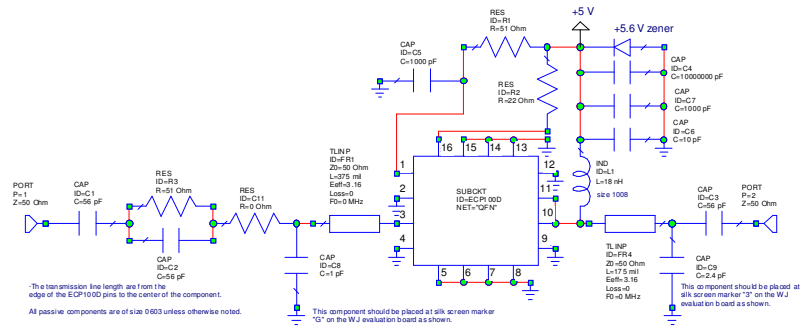 +5 V
+5.6 V zener
RES
ID=R1
R=51 Ohm
CAP
ID=C5
C=1000 pF
CAP
ID=C4
C=10000000 pF
RES
ID=R2
R=22 Ohm
CAP
ID=C7
C=1000 pF
CAP
ID=C6
C=10 pF
16 15 14 13
TLINP
ID=FR1
Z0=50 Ohm
L=375 mil
Eeff=3.16
Loss=0
F0=0 MHz
1
2
3
4
12
11
10
9
5 6 7 8
SUBCKT
ID=ECP100D
NET="QFN"
IND
ID=L1
L=18 nH
size 1008
RES
ID=R3
R=51 Ohm
RES
ID=C11
R=0 Ohm
PORT
P=1
Z=50 Ohm
CAP
ID=C1
C=56 pF
CAP
ID=C2
C=56 pF
CAP
ID=C8
C=1 pF
CAP
ID=C3
C=56 pF
PORT
P=2
Z=50 Ohm
TLINP
ID=FR4
Z0=50 Ohm
L=175 mil
Eeff=3.16
Loss=0
F0=0 MHz
CAP
ID=C9
C=2.4 pF
-The transmission line length are from the
edge of the ECP100D pins to the center of the component.
All passive components are of size 0603 unless otherwise noted.
This component should be placed at silk screen marker
"G" on the WJ evaluation board as shown.
This component should be placed at
silk screen marker "3" on the WJ
evaluation board as shown.